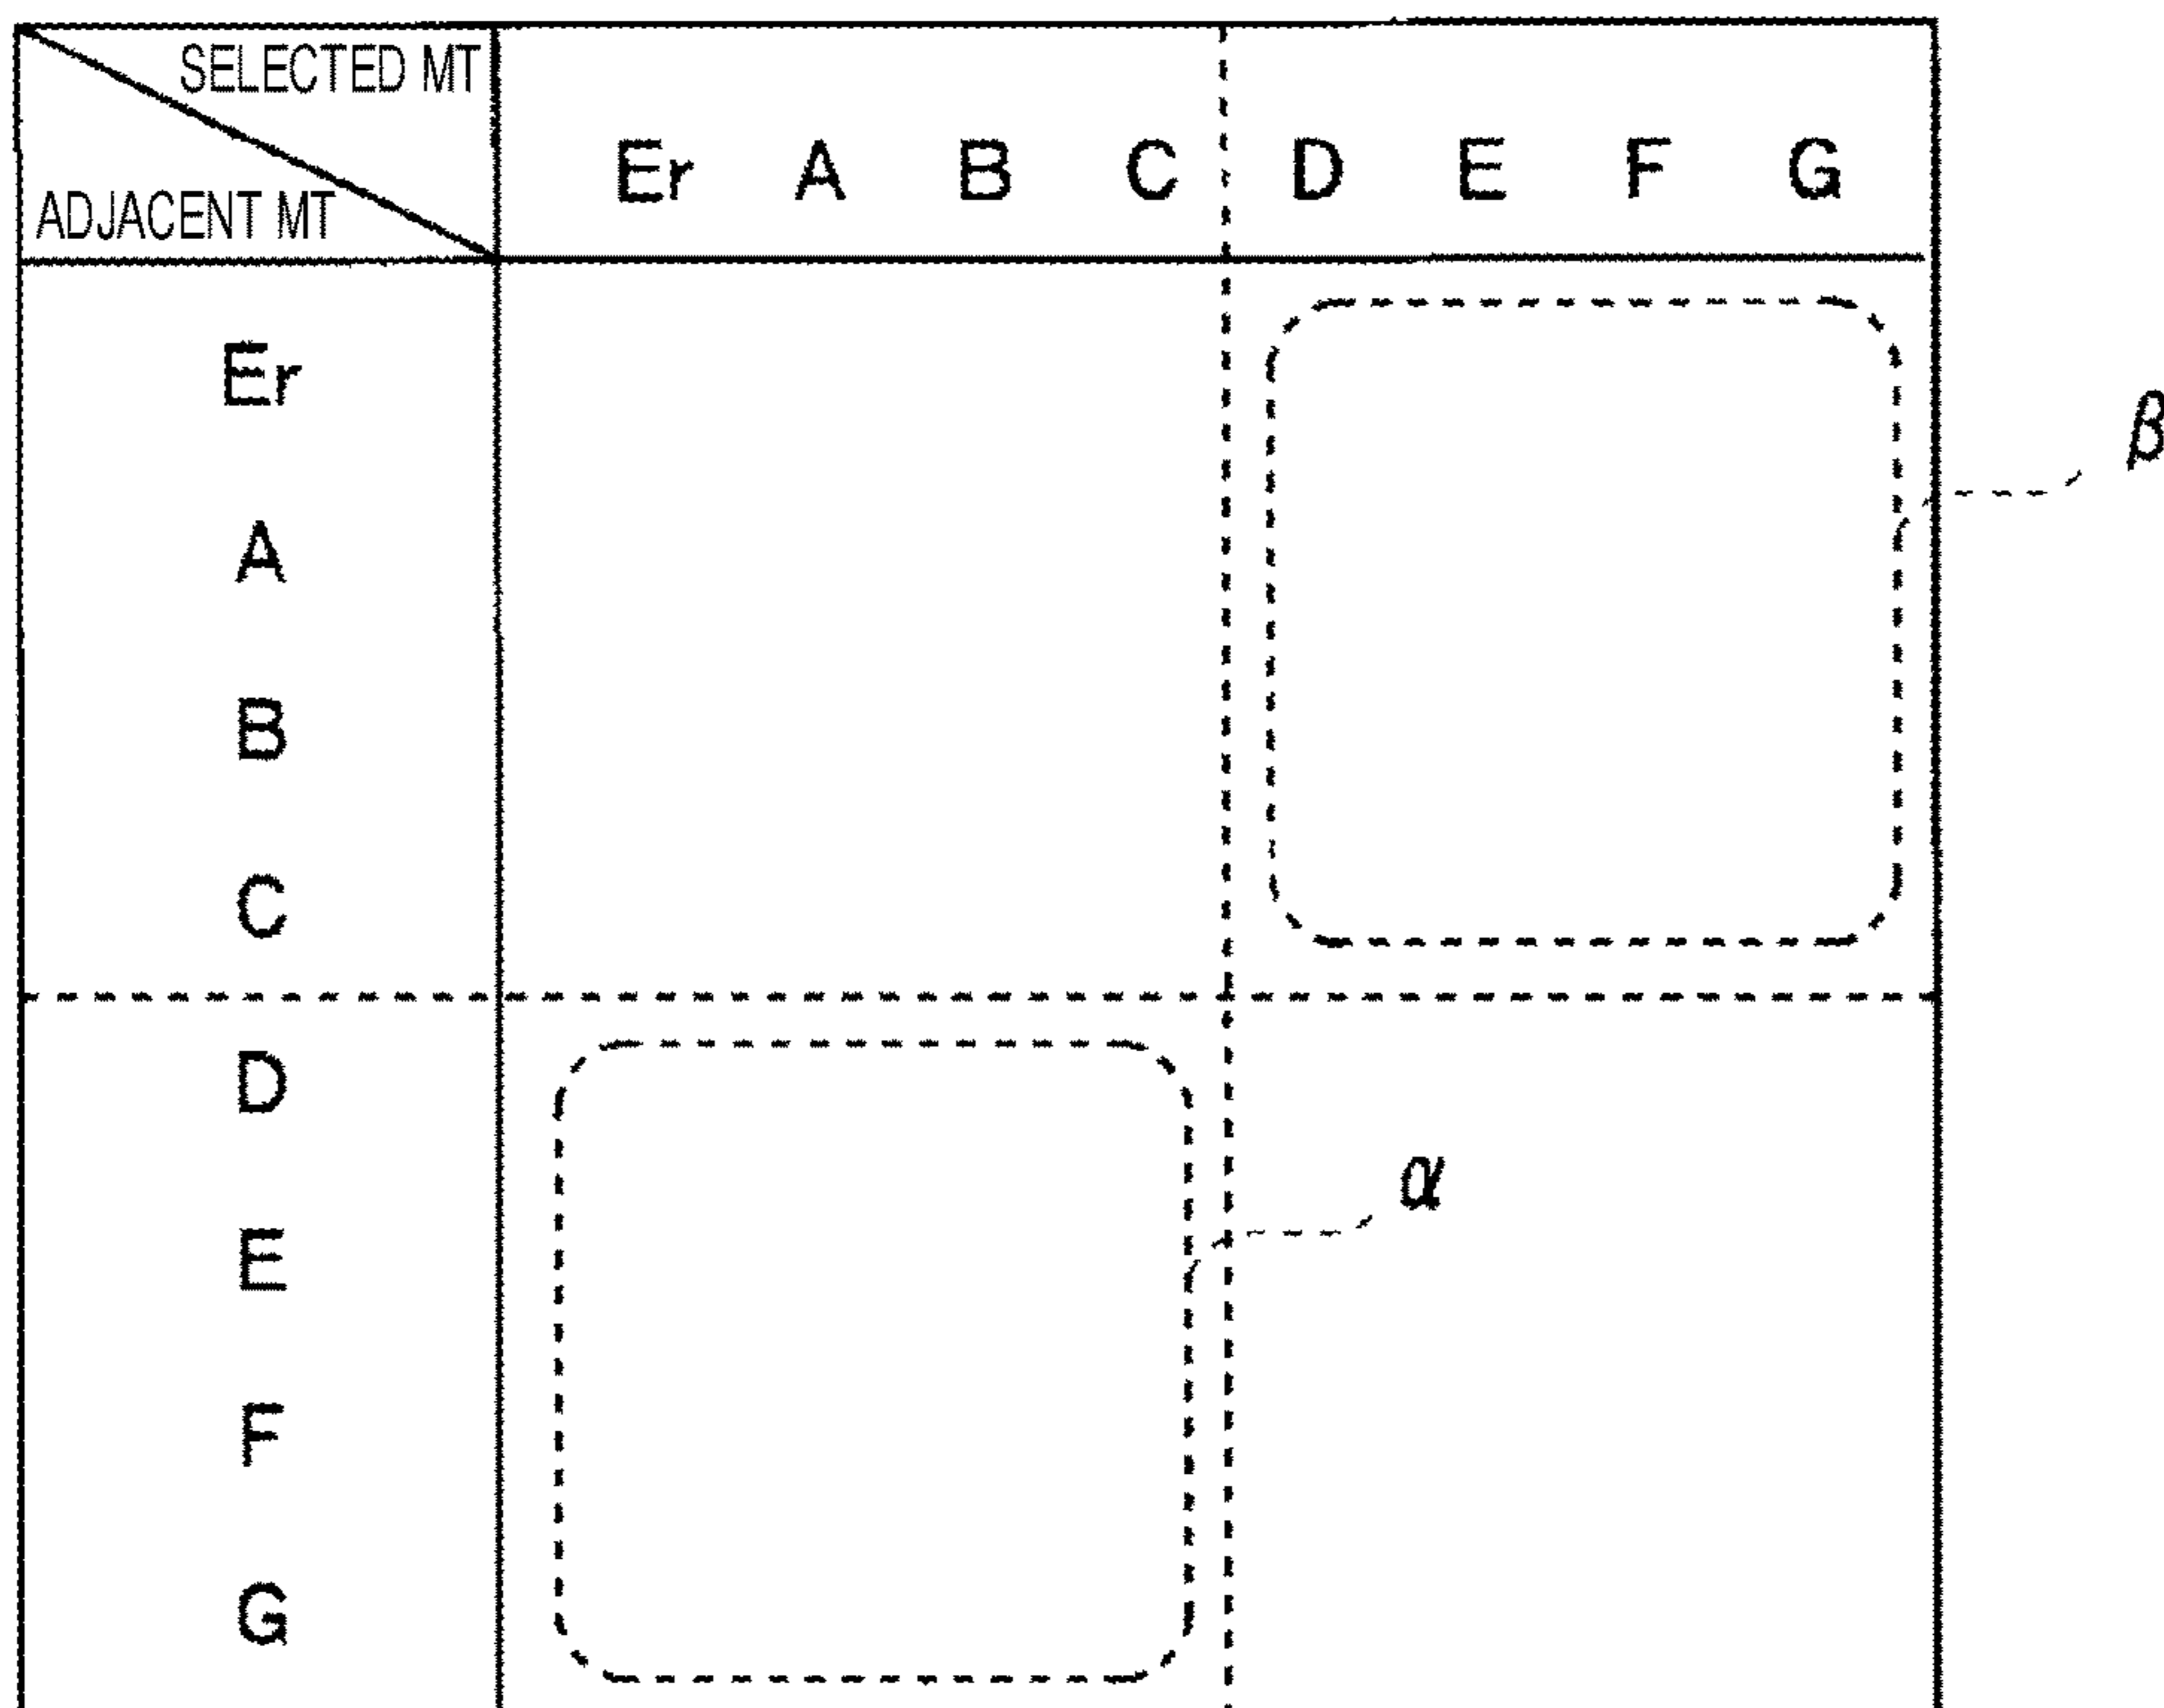 SELECTED MT
ADJACENT MT
Er A B C D E F G
Er
A
B
C
D
E
F
G
β
α